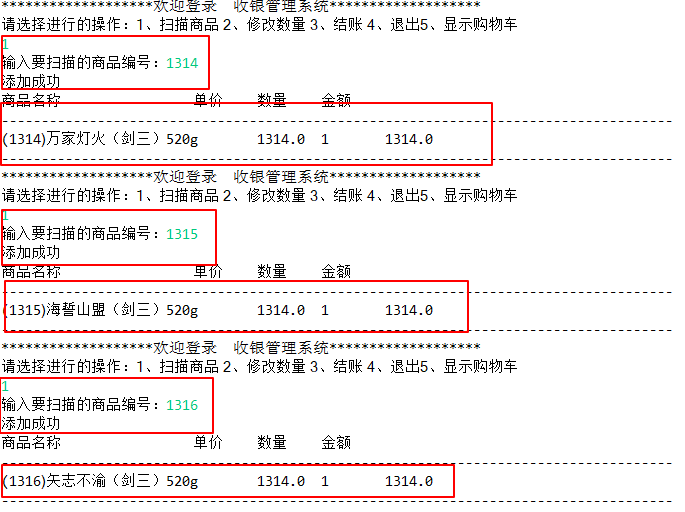 *******************欢迎登录  收银管理系统*******************
请选择进行的操作：1、扫描商品 2、修改数量 3、结账 4、退出5、显示购物车
1
输入要扫描的商品编号：1314
添加成功
商品名称                单价    数量    金额
------------------------------------------------------------------------------------
(1314)万家灯火（剑三）520g       1314.0  1       1314.0
------------------------------------------------------------------------------------
*******************欢迎登录  收银管理系统*******************
请选择进行的操作：1、扫描商品 2、修改数量 3、结账 4、退出5、显示购物车
1
输入要扫描的商品编号：1315
添加成功
商品名称                单价    数量    金额
------------------------------------------------------------------------------------
(1315)海誓山盟（剑三）520g       1314.0  1       1314.0
------------------------------------------------------------------------------------
*******************欢迎登录  收银管理系统*******************
请选择进行的操作：1、扫描商品 2、修改数量 3、结账 4、退出5、显示购物车
1
输入要扫描的商品编号：1316
添加成功
商品名称                单价    数量    金额
------------------------------------------------------------------------------------
(1316)矢志不渝（剑三）520g       1314.0  1       1314.0
------------------------------------------------------------------------------------